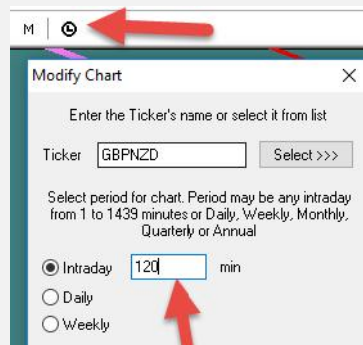 M
Modify Chart
Enter the Ticker's name or select it from list
Ticker GBPNZD Select >>>
Select period for chart. Period may be any intraday
from 1 to 1439 minutes or Daily, Weekly, Monthly,
Quarterly or Annual
Intraday 120 min
Daily
Weekly